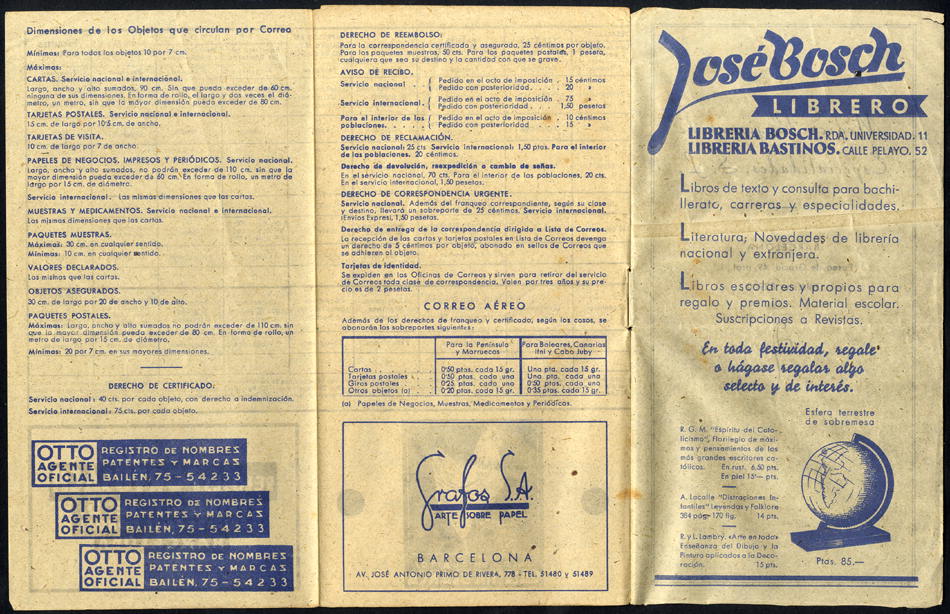 Dimensiones de los Objetos que circulan por Correo
Mínimas: Para todos los objetos 10 por 7 cm.
Máximas:
CARTAS. Servicio nacional e internacional.
Largo, ancho y alto sumados, 90 cm. Sin que pueda exceder de 60 cm.
ninguna de sus dimensiones. En forma de rollo, el largo y dos veces el diá-
metro, un metro, sin que la mayor dimensión pueda exceder de 80 cm.
TARJETAS POSTALES. Servicio nacional e internacional.
15 cm. de largo por 10'5 cm. de ancho.
TARJETAS DE VISITA.
10 cm. de largo por 7 de ancho.
PAPELES DE NEGOCIOS, IMPRESOS Y PERIÓDICOS. Servicio nacional.
Largo, ancho y alto sumados, no podrán exceder de 110 cm. sin que la
mayor dimensión pueda exceder de 60 cm. En forma de rollo, un metro de
largo por 15 cm. de diámetro.
Servicio internacional. Las mismas dimensiones que las cartas.
MUESTRAS Y MEDICAMENTOS. Servicio nacional e internacional.
Las mismas dimensiones que las cartas.
PAQUETES MUESTRAS.
Máximas: 30 cm. en cualquier sentido.
Mínimas: 10 cm. en cualquier sentido.
VALORES DECLARADOS.
Las mismas que las cartas.
OBJETOS ASEGURADOS.
30 cm. de largo por 20 de ancho y 10 de alto.
PAQUETES POSTALES.
Máximas: Largo, ancho y alto sumados no podrán exceder de 110 cm. sin
que la mayor dimensión pueda exceder de 80 cm. En forma de rollo, un
metro de largo por 15 cm. de diámetro.
Mínimas: 20 por 7 cm. en sus mayores dimensiones.
DERECHO DE CERTIFICADO:
Servicio nacional: 40 cts. por cada objeto, con derecho a indemnización.
Servicio internacional: 75 cts. por cada objeto.
OTTO AGENTE OFICIAL
REGISTRO DE NOMBRES
PATENTES Y MARCAS
BAILÉN, 75 - 54233
OTTO AGENTE OFICIAL
REGISTRO DE NOMBRES
PATENTES Y MARCAS
BAILÉN, 75 - 54233
OTTO AGENTE OFICIAL
REGISTRO DE NOMBRES
PATENTES Y MARCAS
BAILÉN, 75 - 54233
DERECHO DE REEMBOLSO:
Para la correspondencia certificada y asegurada, 25 céntimos por objeto.
Para los paquetes muestras, 50 cts. Para los paquetes postales, 1 peseta,
cualquiera que sea su destino y la cantidad con que se grave.
AVISO DE RECIBO.
Servicio nacional . . { Pedido en el acto de imposición . 15 céntimos
Pedido con posterioridad . . 20 »
Servicio internacional. { Pedido en el acto de imposición . 75 »
Pedido con posterioridad . . 1,50 pesetas
Para el interior de las poblaciones. . . . { Pedido en el acto de imposición . 10 céntimos
Pedido con posterioridad . . 15 »
DERECHO DE RECLAMACIÓN.
Servicio nacional: 25 cts. Servicio internacional: 1,50 ptas. Para el interior
de las poblaciones. 20 céntimos.
Derecho de devolución, reexpedición o cambio de señas.
En el servicio nacional, 70 cts. Para el interior de las poblaciones, 20 cts.
En el servicio internacional, 1,50 pesetas.
DERECHO DE CORRESPONDENCIA URGENTE.
Servicio nacional. Además del franqueo correspondiente, según su clase
y destino, llevará un sobreporte de 25 céntimos. Servicio internacional.
(Envíos Expres), 1,50 pesetas.
Derecho de entrega de la correspondencia dirigida a Lista de Correos.
La recepción de las cartas y tarjetas postales en Lista de Correos devenga
un derecho de 5 céntimos por objeto, abonado en sellos de Correos que
se adhieren al objeto.
Tarjetas de Identidad.
Se expiden en las Oficinas de Correos y sirven para retirar del servicio
de Correos toda clase de correspondencia. Valen por tres años y su pre-
cio es de 2 pesetas.
CORREO AÉREO
Además de los derechos de franqueo y certificado, según los casos, se
abonarán los sobreportes siguientes:
Para la Península y Marruecos
Para Baleares, Canarias Ifni y Cabo Juby
Cartas . . . . 0'50 ptas. cada 15 gr. Una pta. cada 15 gr.
Tarjetas postales . . 0'50 ptas. cada una Una pta. cada una
Giros postales . . . 0'25 ptas. cada uno 0'50 ptas. cada uno
Otros objetos (a) . . 0'20 ptas. cada 15 gr. 0'35 ptas. cada 15 gr.
(a) Papeles de Negocios, Muestras, Medicamentos y Periódicos.
Grafos S.A.
ARTE SOBRE PAPEL
BARCELONA
AV. JOSÉ ANTONIO PRIMO DE RIVERA, 778 - TEL. 51480 y 51489
José Bosch
LIBRERO
LIBRERIA BOSCH. RDA. UNIVERSIDAD. 11
LIBRERIA BASTINOS. CALLE PELAYO. 52
Libros de texto y consulta para bachi-
llerato, carreras y especialidades.
Literatura; Novedades de librería
nacional y extranjera.
Libros escolares y propios para
regalo y premios. Material escolar.
Suscripciones a Revistas.
En toda festividad, regale
o hágase regalar algo
selecto y de interés.
Esfera terrestre
de sobremesa
R. G. M. "Espíritu del Cato-
licismo", Florilegio de máxi-
mas y pensamientos de los
más grandes escritores ca-
tólicos. En rust. 6,50 pts.
En piel 15'— pts.
A. Lacalle "Distracciones In-
fantiles" Leyendas y Folklore
384 pág- 170 fig. 14 pts.
R. y L. Lambry. «Arte en todo»
Enseñanza del Dibujo y la
Pintura aplicados a la Deco-
ración. 15 pts.
Ptas. 85.—